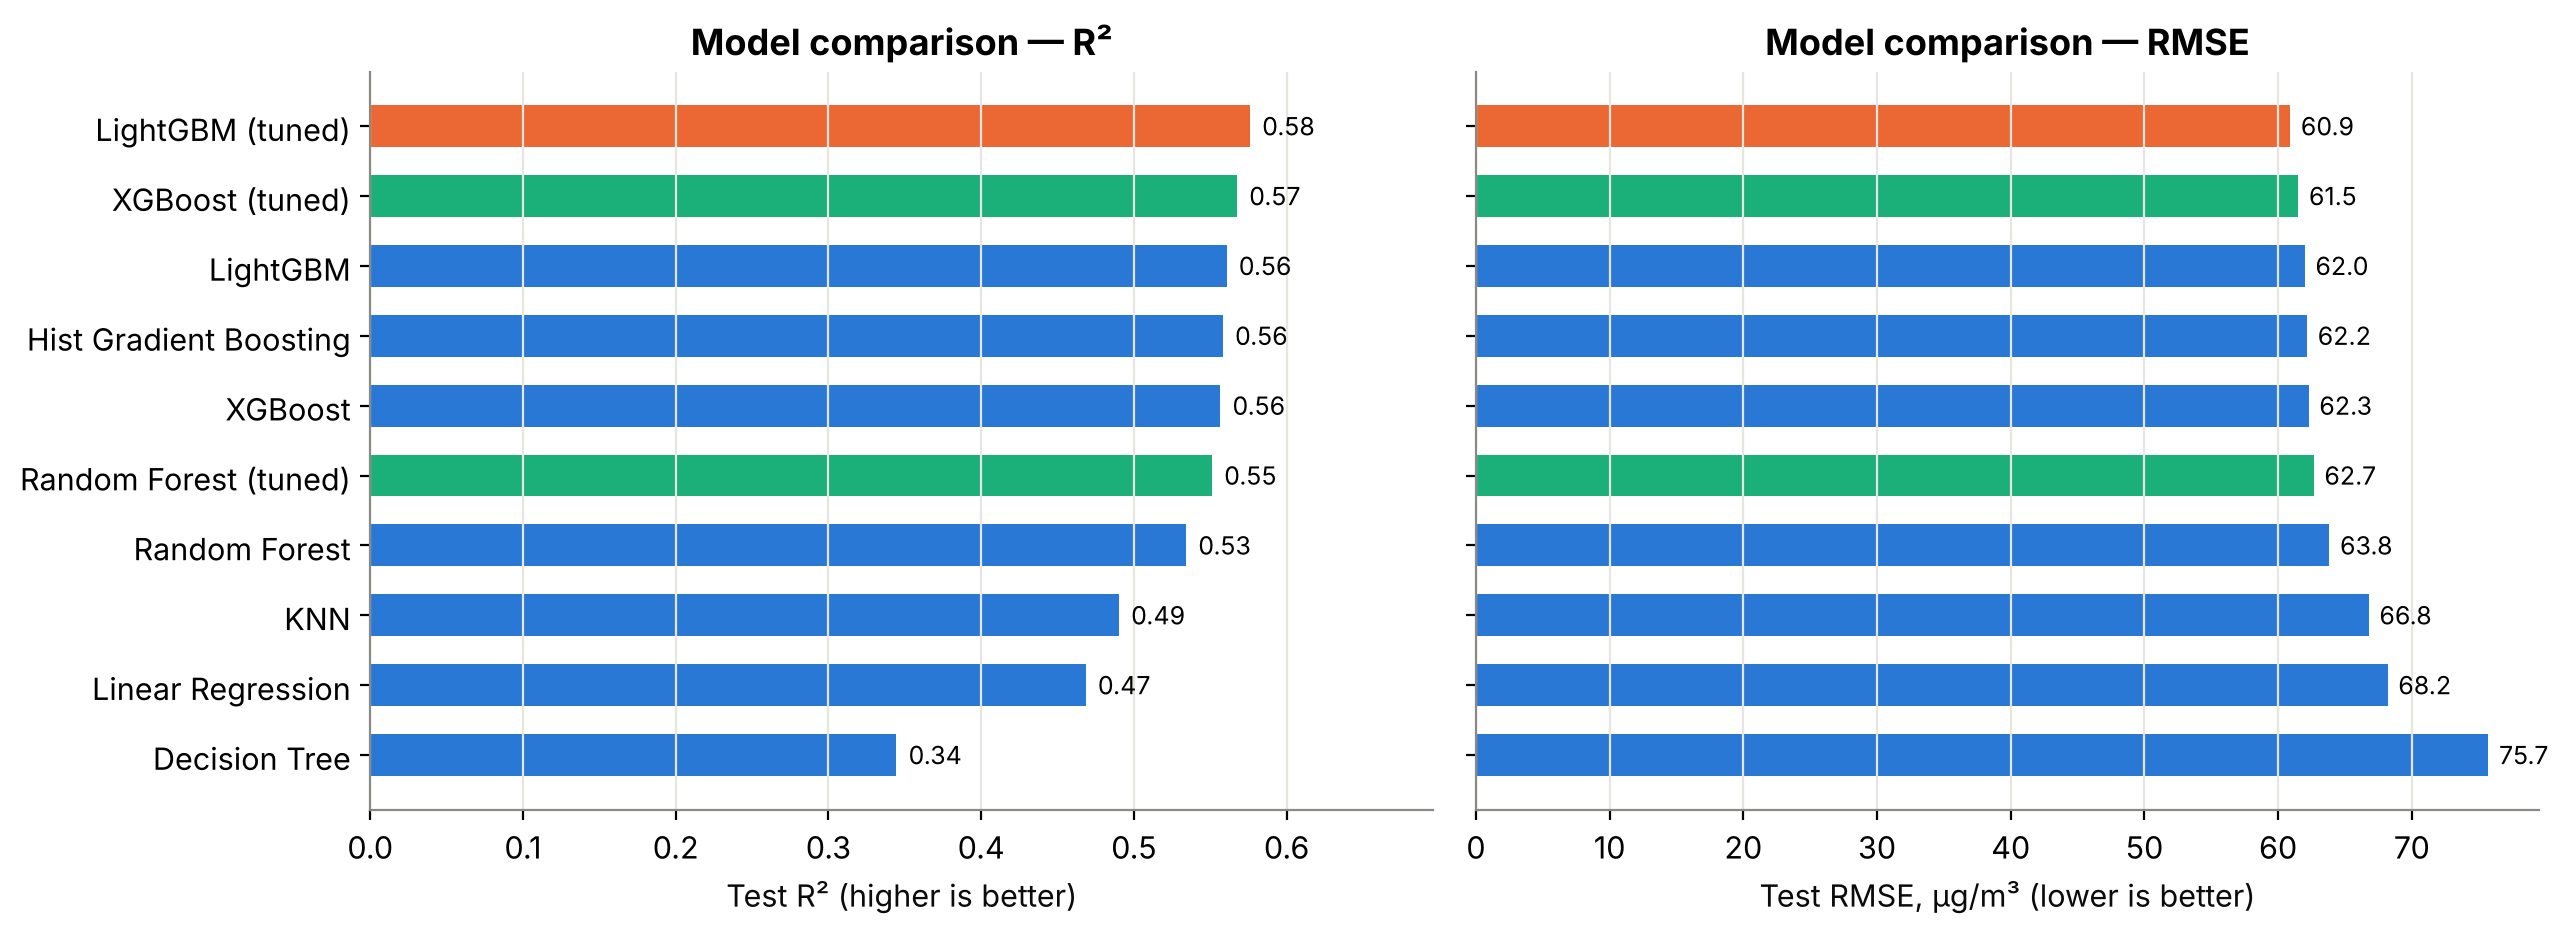 Model comparison — R²
LightGBM (tuned) 0.58
XGBoost (tuned) 0.57
LightGBM 0.56
Hist Gradient Boosting 0.56
XGBoost 0.56
Random Forest (tuned) 0.55
Random Forest 0.53
KNN 0.49
Linear Regression 0.47
Decision Tree 0.34
0.0 0.1 0.2 0.3 0.4 0.5 0.6
Test R² (higher is better)
Model comparison — RMSE
60.9
61.5
62.0
62.2
62.3
62.7
63.8
66.8
68.2
75.7
0 10 20 30 40 50 60 70
Test RMSE, µg/m³ (lower is better)